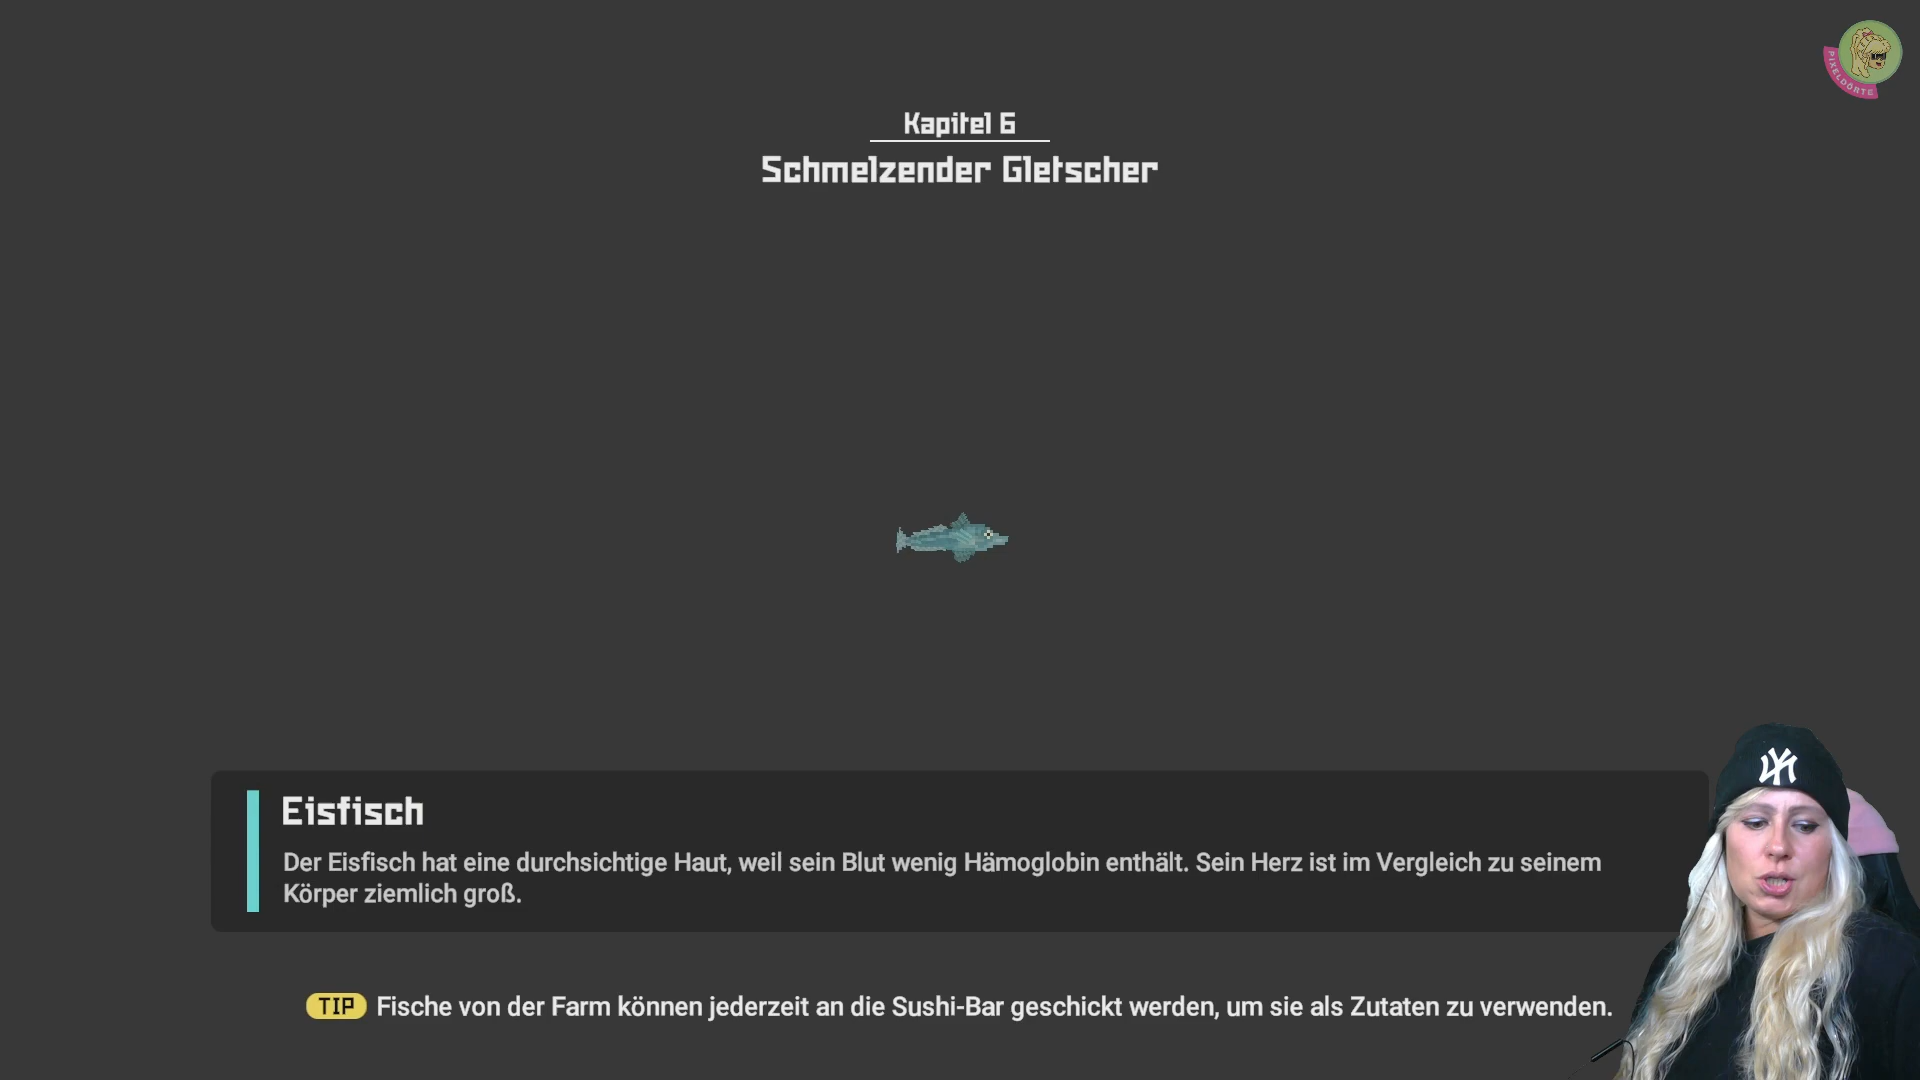 PIXELDÖRTE
Kapitel 6
Schmelzender Gletscher
Eisfisch
Der Eisfisch hat eine durchsichtige Haut, weil sein Blut wenig Hämoglobin enthält. Sein Herz ist im Vergleich zu seinem
Körper ziemlich groß.
TIP Fische von der Farm können jederzeit an die Sushi-Bar geschickt werden, um sie als Zutaten zu verwenden.
NY